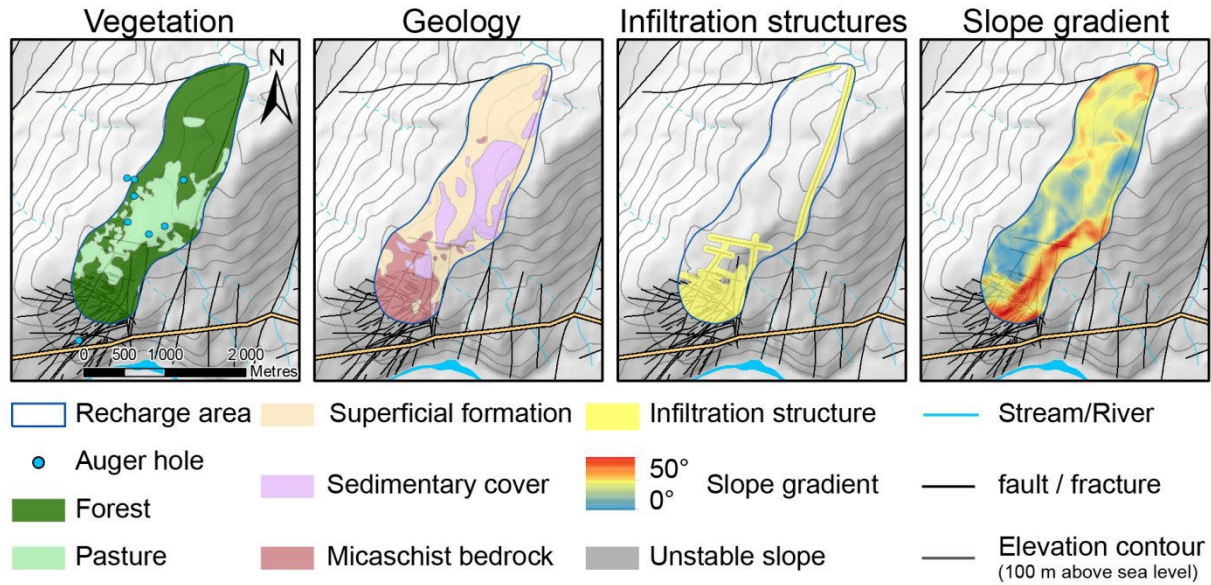 Vegetation
Geology
Infiltration structures
Slope gradient
N
0 500 1 000 2 000
Metres
Recharge area
Superficial formation
Infiltration structure
Stream/River
Auger hole
Sedimentary cover
50°
0°
Slope gradient
fault / fracture
Forest
Pasture
Micaschist bedrock
Unstable slope
Elevation contour
(100 m above sea level)